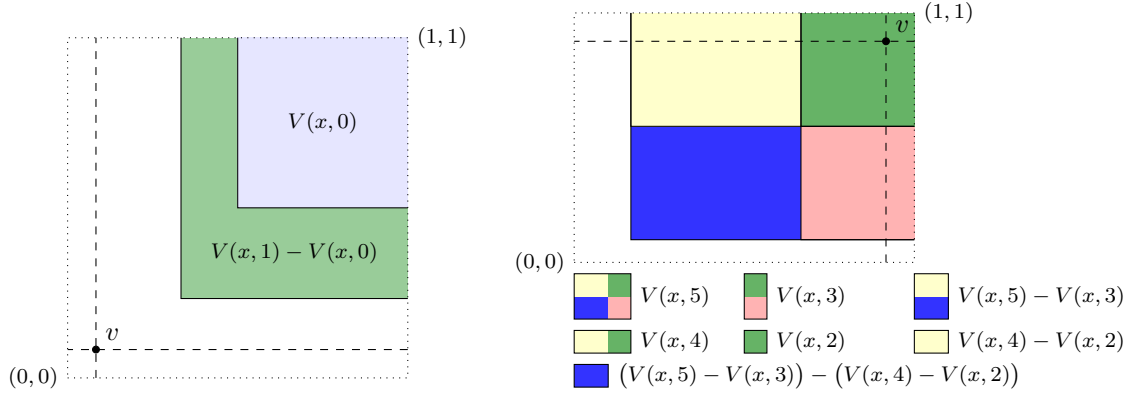 (1, 1)
V(x, 0)
V(x, 1) − V(x, 0)
v
(0, 0)
(1, 1)
v
(0, 0)
V(x, 5) V(x, 3) V(x, 5) − V(x, 3)
V(x, 4) V(x, 2) V(x, 4) − V(x, 2)
(V(x, 5) − V(x, 3)) − (V(x, 4) − V(x, 2))